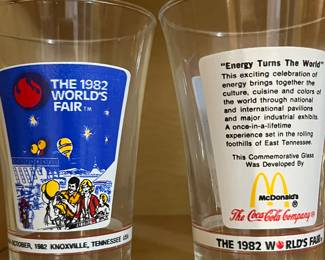 THE 1982
WORLD'S
FAIR TM
OCTOBER, 1982 KNOXVILLE, TENNESSEE USA
"Energy Turns The World"
This exciting celebration of
energy brings together the
culture, cuisine and colors of
the world through national
and international pavilions
and major industrial exhibits.
A once-in-a-lifetime
experience set in the rolling
foothills of East Tennessee.
This Commemorative Glass
Was Developed By
McDonald's
®
The Coca-Cola Company ®
THE 1982 WORLD'S FAIR